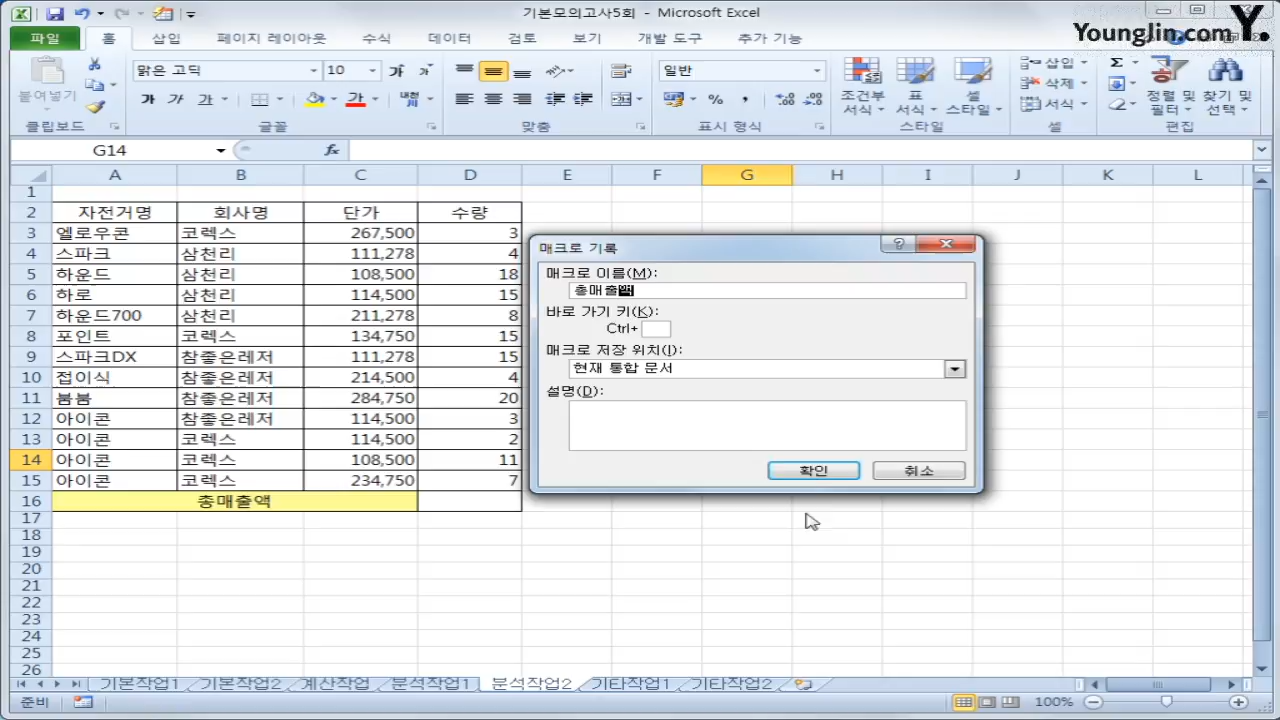 기본모의고사5회 - Microsoft Excel
Younglin.com Y.
파일 홈 삽입 페이지 레이아웃 수식 데이터 검토 보기 개발 도구 추가 기능
붙여넣기
맑은 고딕 10 가 가
가 가 가
일반
% ,
조건부 서식
표 서식
셀 스타일
삽입
삭제
서식
Σ
정렬 및 필터
찾기 및 선택
클립보드 글꼴 맞춤 표시 형식 스타일 셀 편집
G14 fx
A B C D E F G H I J K L
1
2 자전거명 회사명 단가 수량
3 엘로우콘 코렉스 267,500 3
4 스파크 삼천리 111,278 4
5 하운드 삼천리 108,500 18
6 하로 삼천리 114,500 15
7 하운드700 삼천리 211,278 8
8 포인트 코렉스 134,750 15
9 스파크DX 참좋은레저 111,278 15
10 접이식 참좋은레저 214,500 4
11 붐붐 참좋은레저 284,750 20
12 아이콘 참좋은레저 114,500 3
13 아이콘 코렉스 114,500 2
14 아이콘 코렉스 108,500 11
15 아이콘 코렉스 234,750 7
16 총매출액
17
18
19
20
21
22
23
24
25
26
매크로 기록
매크로 이름(M):
총매출액
바로 가기 키(K):
Ctrl+
매크로 저장 위치(I):
현재 통합 문서
설명(D):
확인 취소
기본작업1 기본작업2 계산작업 분석작업1 분석작업2 기타작업1 기타작업2
준비 100%